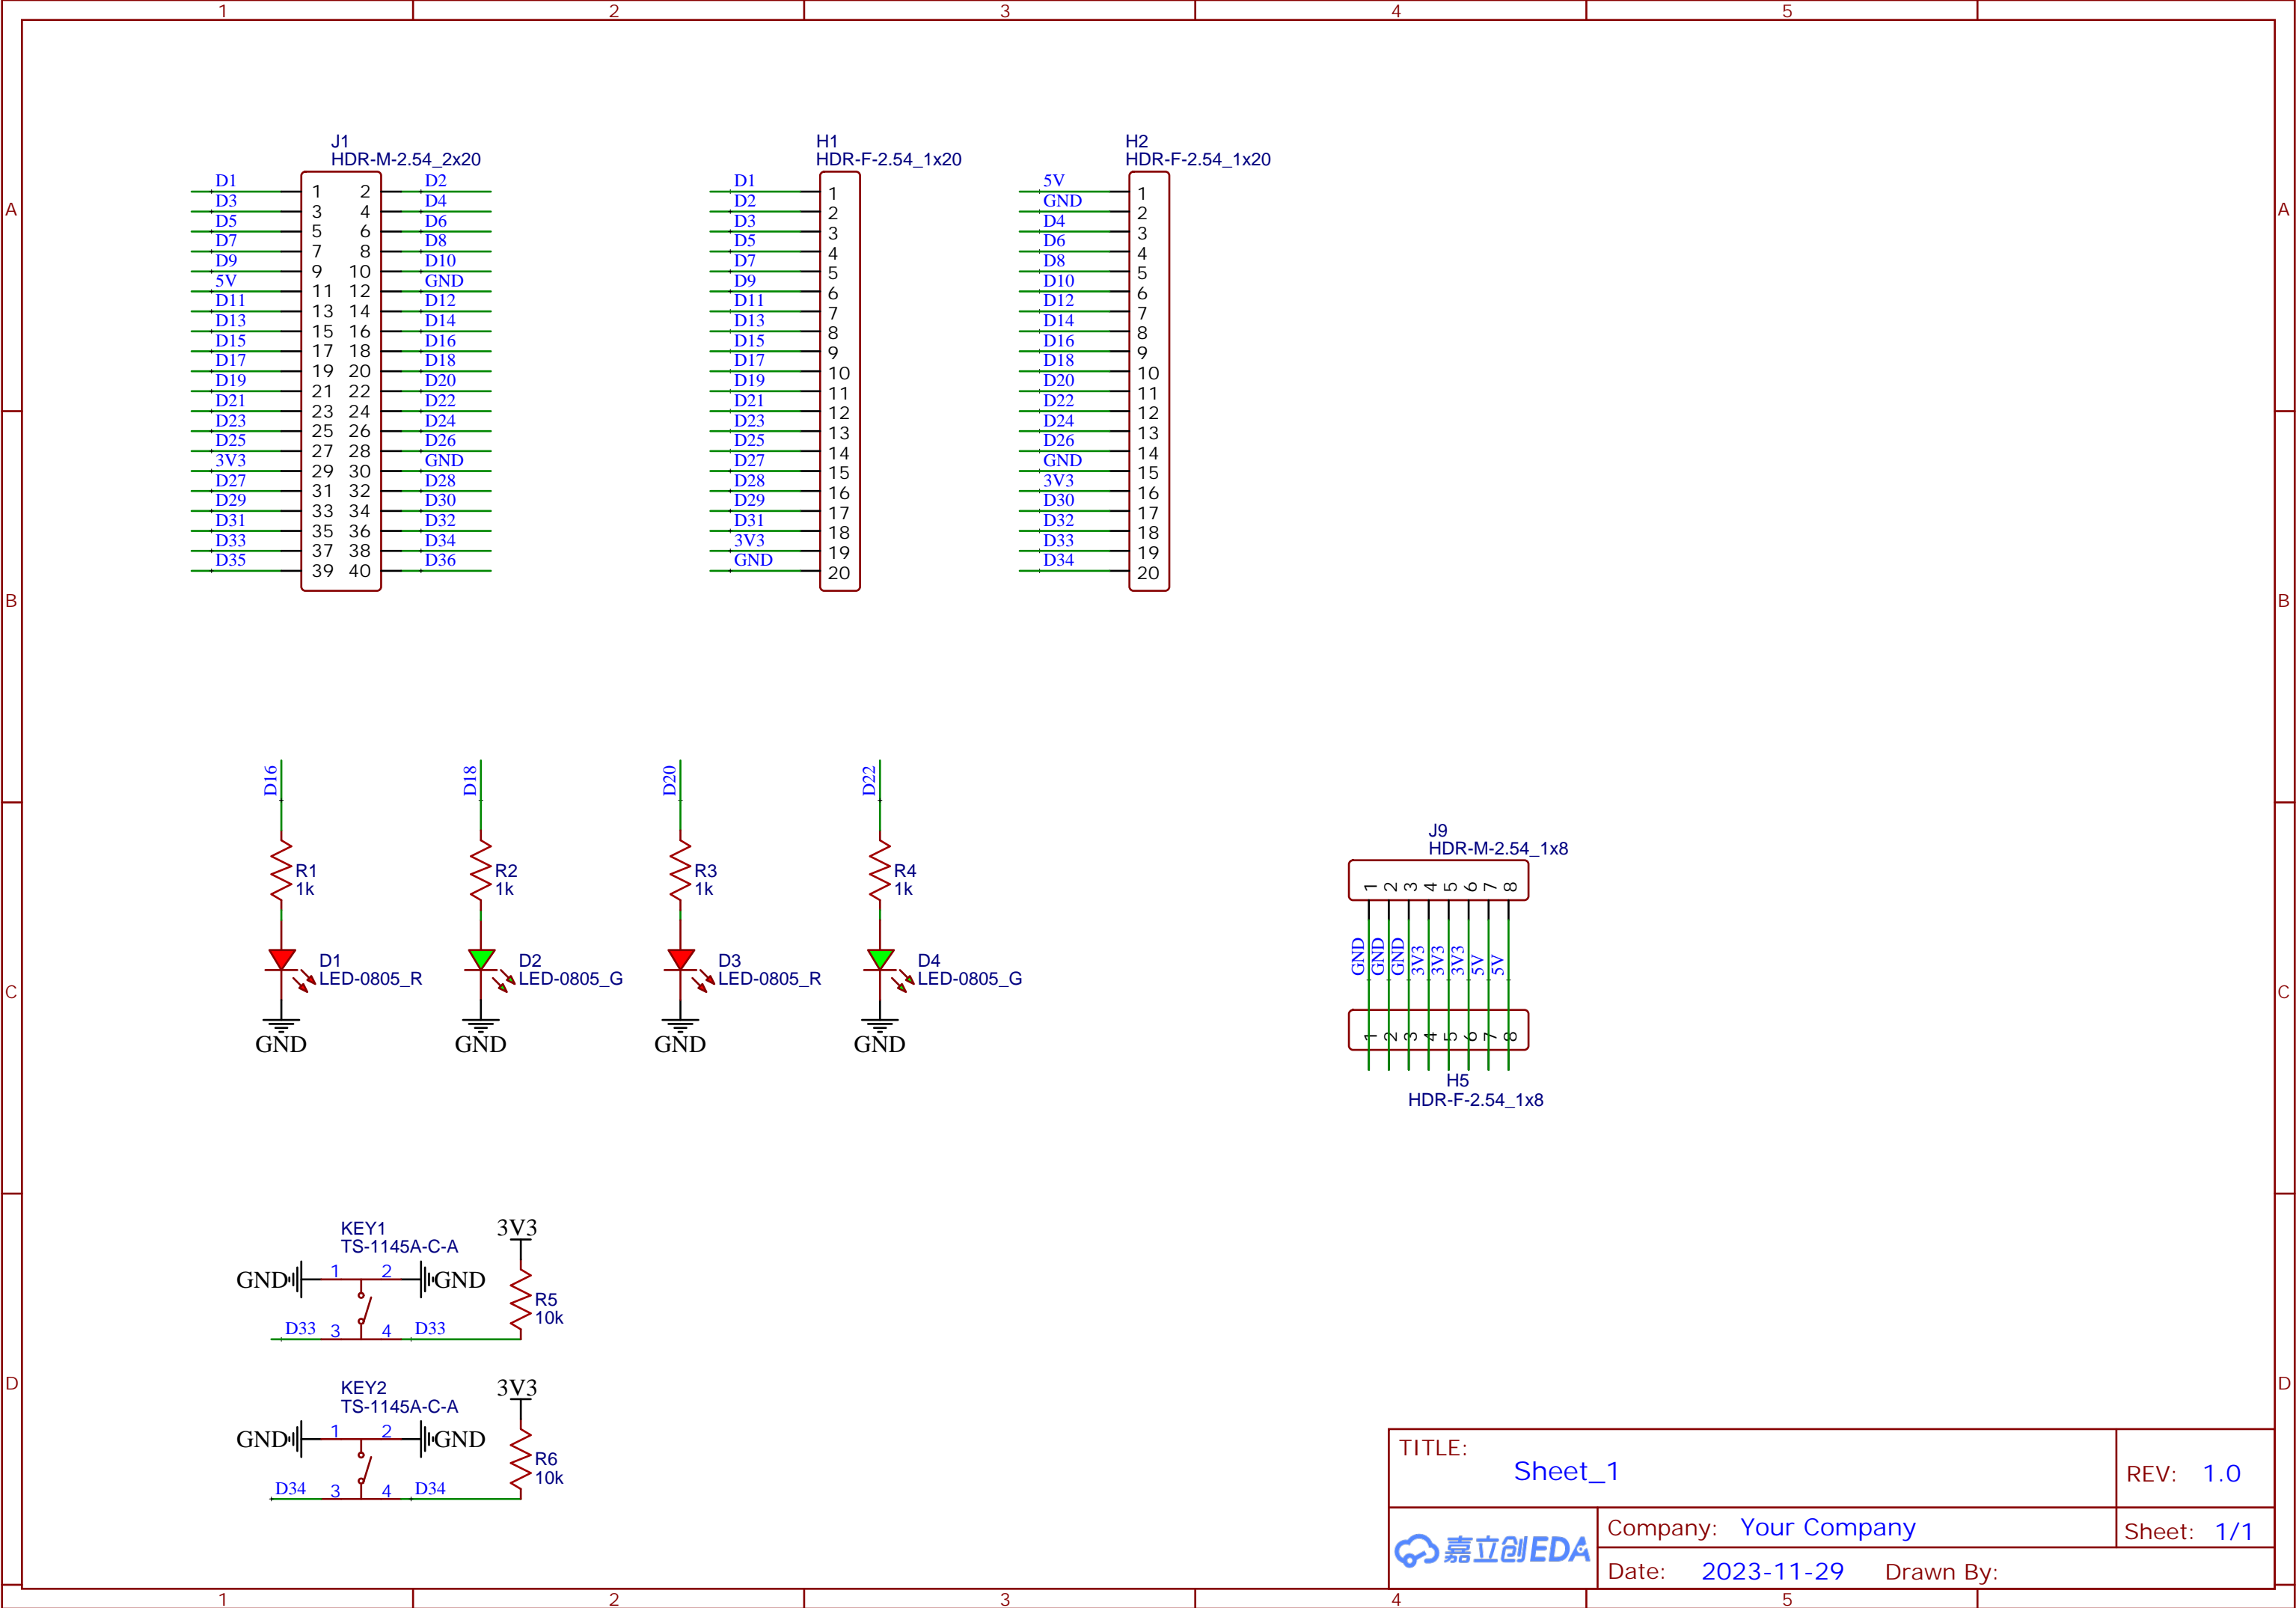 1 2 3 4 5
A A
B B
C C
D D
J1
HDR-M-2.54_2x20
D1 1 2 D2
D3 3 4 D4
D5 5 6 D6
D7 7 8 D8
D9 9 10 D10
5V 11 12 GND
D11 13 14 D12
D13 15 16 D14
D15 17 18 D16
D17 19 20 D18
D19 21 22 D20
D21 23 24 D22
D23 25 26 D24
D25 27 28 D26
3V3 29 30 GND
D27 31 32 D28
D29 33 34 D30
D31 35 36 D32
D33 37 38 D34
D35 39 40 D36
H1
HDR-F-2.54_1x20
D1 1
D2 2
D3 3
D5 4
D7 5
D9 6
D11 7
D13 8
D15 9
D17 10
D19 11
D21 12
D23 13
D25 14
D27 15
D28 16
D29 17
D31 18
3V3 19
GND 20
H2
HDR-F-2.54_1x20
5V 1
GND 2
D4 3
D6 4
D8 5
D10 6
D12 7
D14 8
D16 9
D18 10
D20 11
D22 12
D24 13
D26 14
GND 15
3V3 16
D30 17
D32 18
D33 19
D34 20
D16
R1
1k
D1
LED-0805_R
GND
D18
R2
1k
D2
LED-0805_G
GND
D20
R3
1k
D3
LED-0805_R
GND
D22
R4
1k
D4
LED-0805_G
GND
J9
HDR-M-2.54_1x8
1 2 3 4 5 6 7 8
GND GND GND 3V3 3V3 3V3 5V 5V
1 2 3 4 5 6 7 8
H5
HDR-F-2.54_1x8
KEY1
TS-1145A-C-A
3V3
GND 1 2 GND
R5
10k
D33 3 4 D33
KEY2
TS-1145A-C-A
3V3
GND 1 2 GND
R6
10k
D34 3 4 D34
TITLE:
Sheet_1
REV: 1.0
嘉立创EDA
Company: Your Company
Sheet: 1/1
Date: 2023-11-29 Drawn By:
1 2 3 4 5